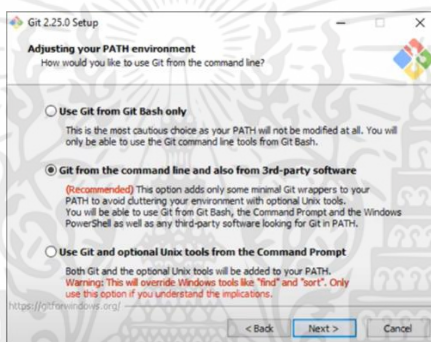 Git 2.25.0 Setup
Adjusting your PATH environment
How would you like to use Git from the command line?
Use Git from Git Bash only
This is the most cautious choice as your PATH will not be modified at all. You will
only be able to use the Git command line tools from Git Bash.
Git from the command line and also from 3rd-party software
(Recommended) This option adds only some minimal Git wrappers to your
PATH to avoid cluttering your environment with optional Unix tools.
You will be able to use Git from Git Bash, the Command Prompt and the Windows
PowerShell as well as any third-party software looking for Git in PATH.
Use Git and optional Unix tools from the Command Prompt
Both Git and the optional Unix tools will be added to your PATH.
Warning: This will override Windows tools like "find" and "sort". Only
use this option if you understand the implications.
https://gitforwindows.org/
< Back Next > Cancel